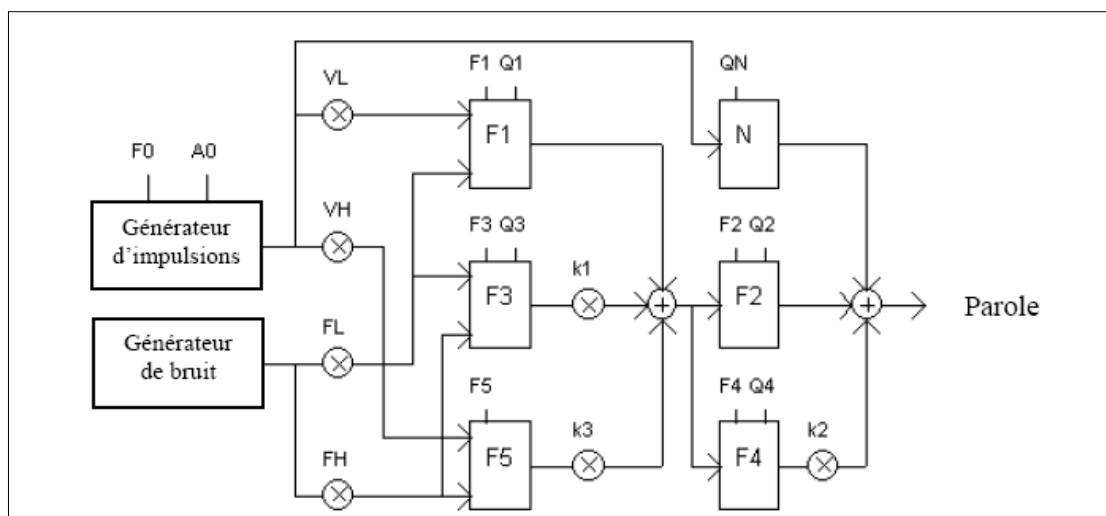 VL
F1 Q1
QN
F1
N
F0 A0
Générateur
d'impulsions
VH
F3 Q3
k1
F2 Q2
F3
F2
Parole
Générateur
de bruit
FL
F5
k3
F4 Q4
k2
F5
F4
FH